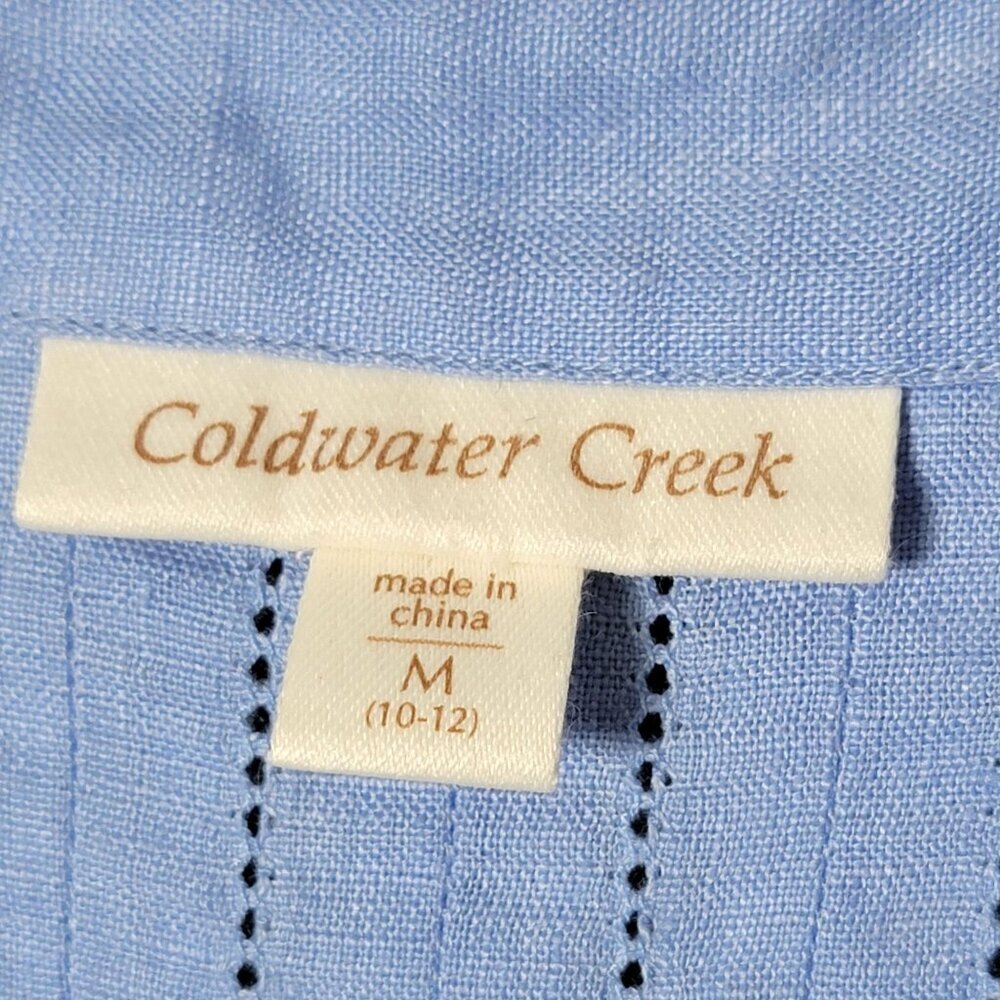 Coldwater Creek
made in
china
M
(10-12)